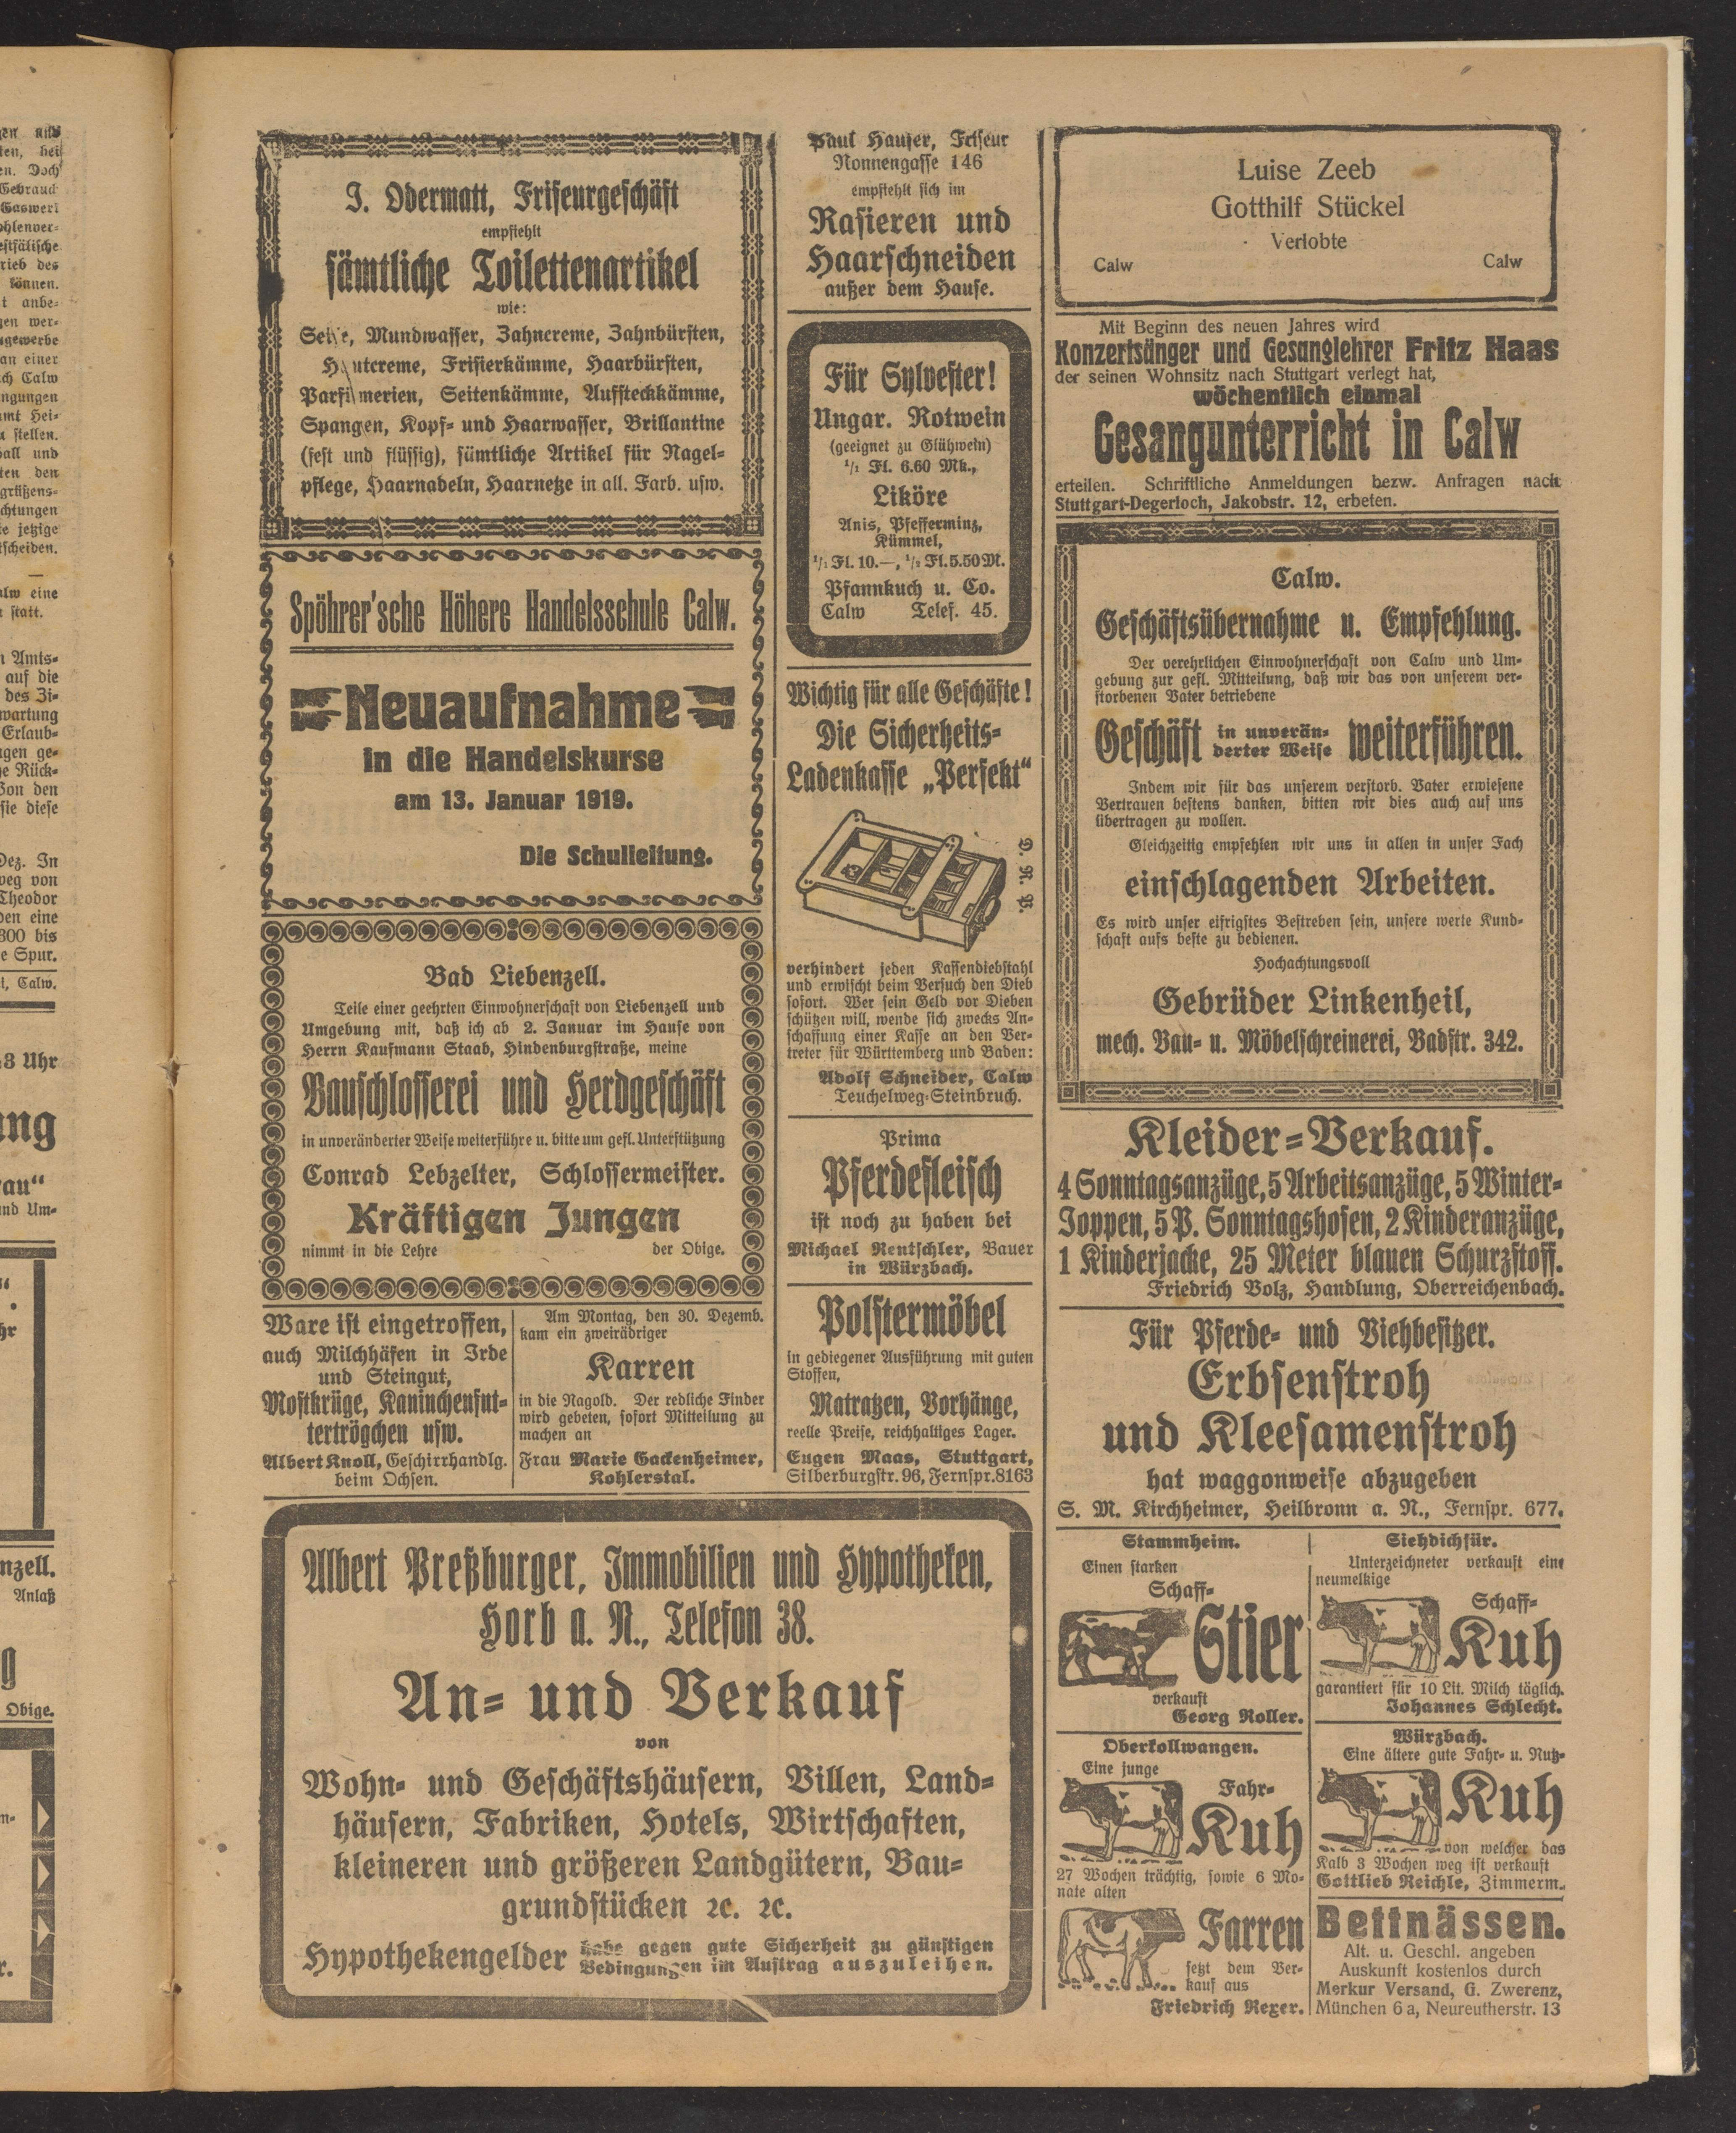 J. Odermatt, Friseurgeschäft
empfiehlt
sämtliche Toilettenartikel
wie:
Seife, Mundwasser, Zahncreme, Zahnbürsten,
Hautcreme, Frisierkämme, Haarbürsten,
Parfümerien, Seitenkämme, Aufsteckkämme,
Spangen, Kopf- und Haarwasser, Brillantine
(fest und flüssig), sämtliche Artikel für Nagel-
pflege, Haarnadeln, Haarnetze in all. Farb. usw.
Spöhrer'sche Höhere Handelsschule Calw.
Neuaufnahme
in die Handelskurse
am 13. Januar 1919.
Die Schulleitung.
Bad Liebenzell.
Teile einer geehrten Einwohnerschaft von Liebenzell und
Umgebung mit, daß ich ab 2. Januar im Hause von
Herrn Kaufmann Staab, Hindenburgstraße, meine
Bauschlosserei und Herdgeschäft
in unveränderter Weise weiterführe u. bitte um gefl. Unterstützung
Conrad Lebzelter, Schlossermeister.
Kräftigen Jungen
nimmt in die Lehre der Obige.
Ware ist eingetroffen,
auch Milchhäfen in Irde
und Steingut,
Mostkrüge, Kaninchenfut-
tertrögchen usw.
Albert Knoll, Geschirrhandlg.
beim Ochsen.
Am Montag, den 30. Dezemb.
kam ein zweirädriger
Karren
in die Nagold. Der redliche Finder
wird gebeten, sofort Mitteilung zu
machen an
Frau Marie Gackenheimer,
Kohlerstal.
Paul Hauser, Friseur
Nonnengasse 146
empfiehlt sich im
Rasieren und
Haarschneiden
außer dem Hause.
Für Sylvester!
Ungar. Rotwein
(geeignet zu Glühwein)
1/1 Fl. 6.60 Mk.,
Liköre
Anis, Pfefferminz,
Kümmel,
1/1 Fl. 10.—, 1/2 Fl. 5.50 M.
Pfannkuch u. Co.
Calw Telef. 45.
Wichtig für alle Geschäfte!
Die Sicherheits-
Ladenkasse „Perfekt“
D. R. P.
verhindert jeden Kassendiebstahl
und erwischt beim Versuch den Dieb
sofort. Wer sein Geld vor Dieben
schützen will, wende sich zwecks An-
schaffung einer Kasse an den Ver-
treter für Württemberg und Baden:
Adolf Schneider, Calw
Teuchelweg-Steinbruch.
Prima
Pferdefleisch
ist noch zu haben bei
Michael Rentschler, Bauer
in Würzbach.
Polstermöbel
in gediegener Ausführung mit guten
Stoffen,
Matratzen, Vorhänge,
reelle Preise, reichhaltiges Lager.
Eugen Maas, Stuttgart,
Silberburgstr. 96, Fernspr. 8163
Albert Preßburger, Immobilien und Hypotheken,
Horb a. N., Telefon 38.
An- und Verkauf
von
Wohn- und Geschäftshäusern, Villen, Land-
häusern, Fabriken, Hotels, Wirtschaften,
kleineren und größeren Landgütern, Bau-
grundstücken ꝛc. ꝛc.
Hypothekengelder habe gegen gute Sicherheit zu günstigen
Bedingungen im Auftrag auszuleihen.
Luise Zeeb
Gotthilf Stückel
Verlobte
Calw Calw
Mit Beginn des neuen Jahres wird
Konzertsänger und Gesanglehrer Fritz Haas
der seinen Wohnsitz nach Stuttgart verlegt hat,
wöchentlich einmal
Gesangunterricht in Calw
erteilen. Schriftliche Anmeldungen bezw. Anfragen nach
Stuttgart-Degerloch, Jakobstr. 12, erbeten.
Calw.
Geschäftsübernahme u. Empfehlung.
Der verehrlichen Einwohnerschaft von Calw und Um-
gebung zur gefl. Mitteilung, daß wir das von unserem ver-
storbenen Vater betriebene
Geschäft in unverän-
derter Weise weiterführen.
Indem wir für das unserem verstorb. Vater erwiesene
Vertrauen bestens danken, bitten wir dies auch auf uns
übertragen zu wollen.
Gleichzeitig empfehlen wir uns in allen in unser Fach
einschlagenden Arbeiten.
Es wird unser eifrigstes Bestreben sein, unsere werte Kund-
schaft aufs beste zu bedienen.
Hochachtungsvoll
Gebrüder Linkenheil,
mech. Bau- u. Möbelschreinerei, Badstr. 342.
Kleider-Verkauf.
4 Sonntagsanzüge, 5 Arbeitsanzüge, 5 Winter-
Joppen, 5 P. Sonntagshosen, 2 Kinderanzüge,
1 Kinderjacke, 25 Meter blauen Schurzstoff.
Friedrich Volz, Handlung, Oberreichenbach.
Für Pferde- und Viehbesitzer.
Erbsenstroh
und Kleesamenstroh
hat waggonweise abzugeben
S. M. Kirchheimer, Heilbronn a. N., Fernspr. 677.
Stammheim.
Einen starken
Schaff-
Stier
verkauft
Georg Roller.
Oberkollwangen.
Eine junge
Fahr-
Kuh
27 Wochen trächtig, sowie 6 Mo-
nate alten
Farren
setzt dem Ver-
kauf aus
Friedrich Rexer.
Siehdichfür.
Unterzeichneter verkauft eine
neumelkige
Schaff-
Kuh
garantiert für 10 Lit. Milch täglich.
Johannes Schlecht.
Würzbach.
Eine ältere gute Fahr- u. Nutz-
Kuh
von welcher das
Kalb 3 Wochen weg ist verkauft
Gottlieb Reichle, Zimmerm.
Bettnässen.
Alt. u. Geschl. angeben
Auskunft kostenlos durch
Merkur Versand, G. Zwerenz,
München 6 a, Neureutherstr. 13